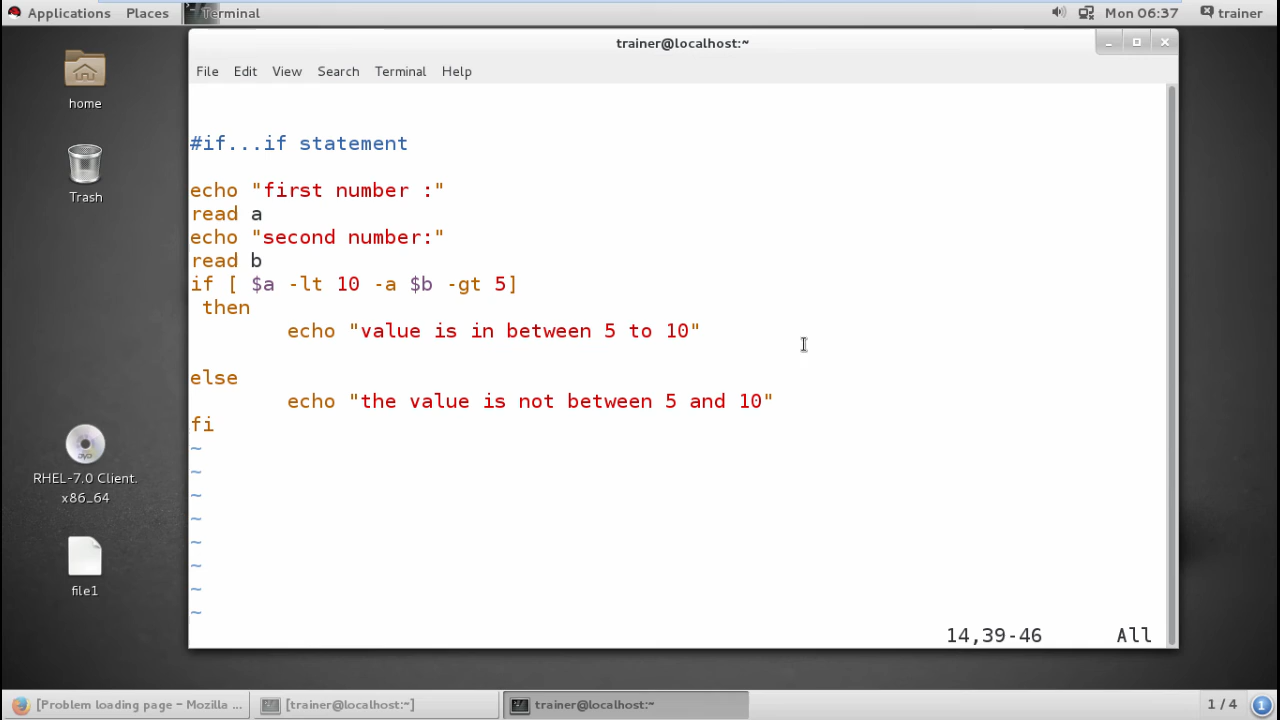 Applications Places Terminal Mon 06:37 trainer
trainer@localhost:~
File Edit View Search Terminal Help
home
Trash
RHEL-7.0 Client.
x86_64
file1
#if...if statement
echo "first number :"
read a
echo "second number:"
read b
if [ $a -lt 10 -a $b -gt 5]
then
echo "value is in between 5 to 10"
else
echo "the value is not between 5 and 10"
fi
~
~
~
~
~
~
~
~
14,39-46 All
[Problem loading page - Mozilla ... [trainer@localhost:~] trainer@localhost:~ 1 / 4 1